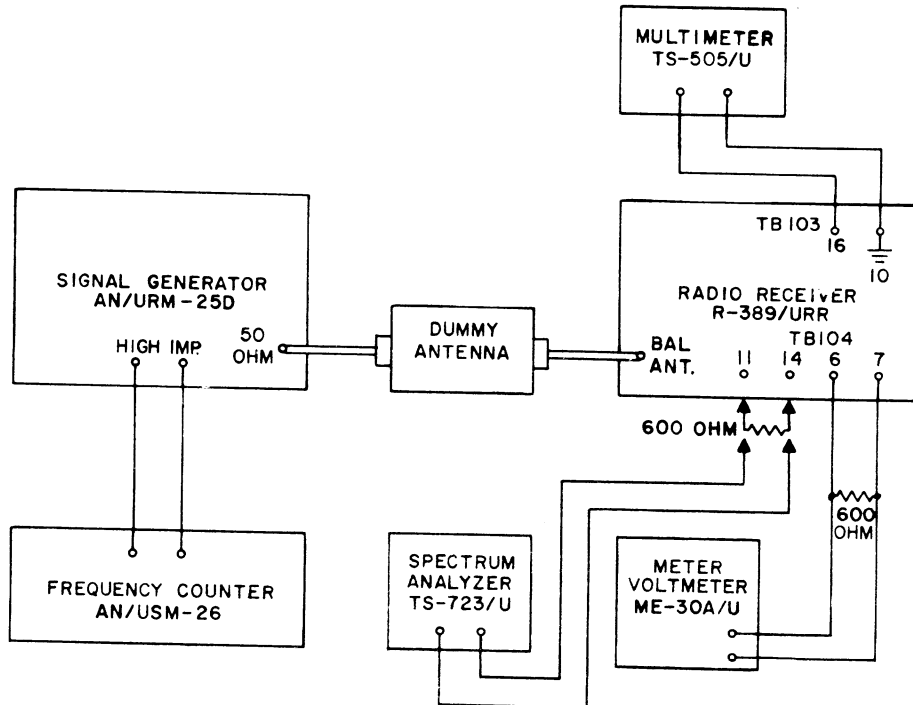 MULTIMETER
TS-505/U
TB103
16
10
SIGNAL GENERATOR
AN/URM-25D
HIGH IMP.
50
OHM
DUMMY
ANTENNA
RADIO RECEIVER
R-389/URR
BAL
ANT.
TB104
11
14
6
7
600 OHM
600
OHM
FREQUENCY COUNTER
AN/USM-26
SPECTRUM
ANALYZER
TS-723/U
METER
VOLTMETER
ME-30A/U